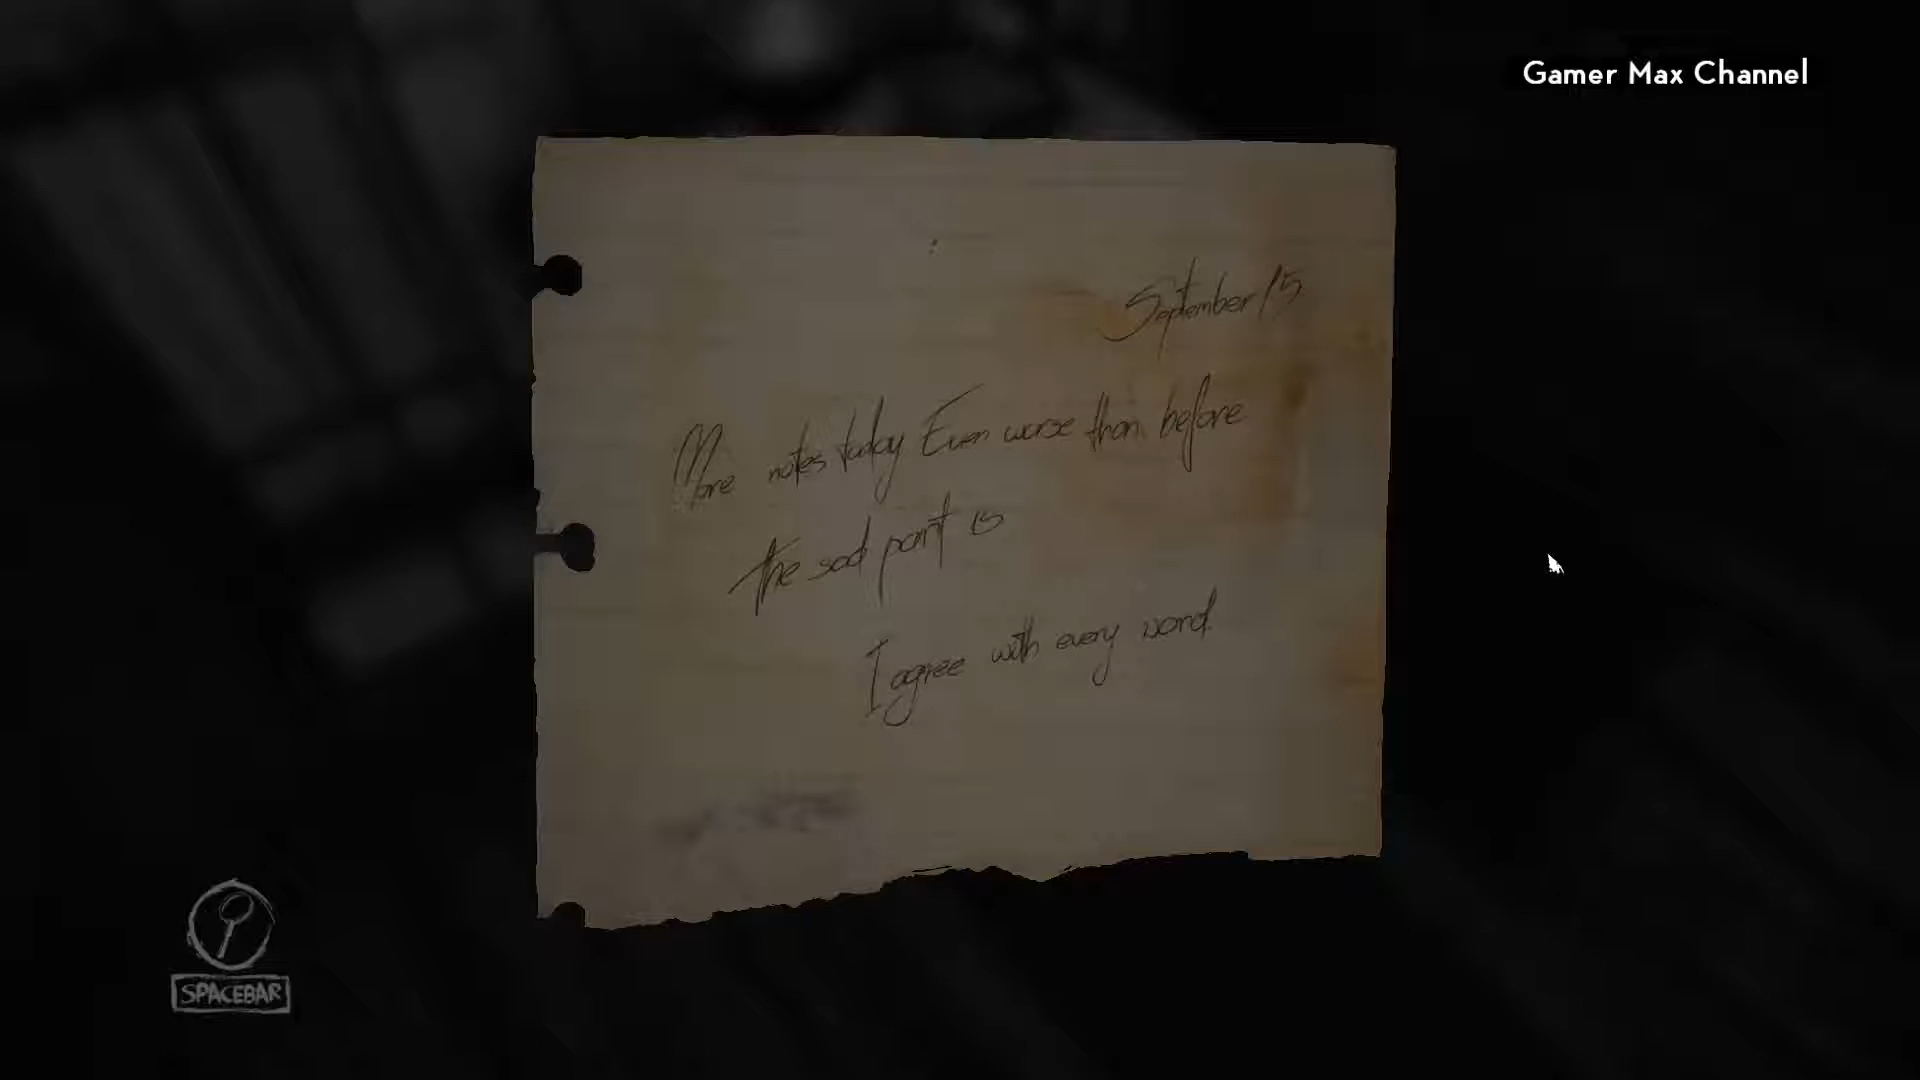 Gamer Max Channel
September 15
More notes today Even worse than before
the sad part is
I agree with every word.
SPACEBAR